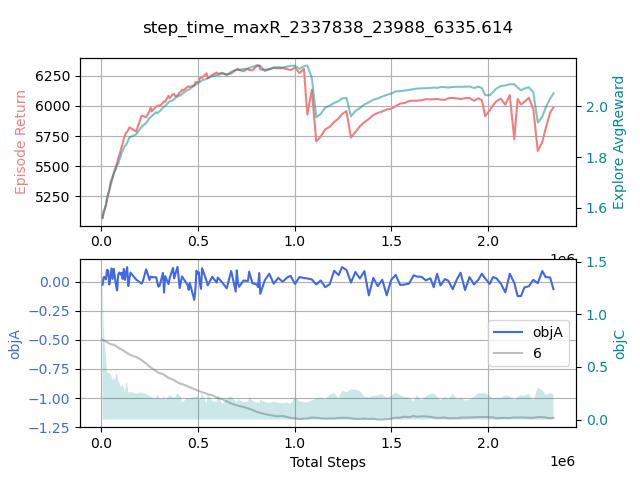 step_time_maxR_2337838_23988_6335.614
6250
6000
5750
5500
5250
Episode Return
2.0
1.8
1.6
Explore AvgReward
0.0 0.5 1.0 1.5 2.0
1e6
0.00
−0.25
−0.50
−0.75
−1.00
−1.25
objA
1.5
1.0
0.5
0.0
objC
objA
6
0.0 0.5 1.0 1.5 2.0
Total Steps
1e6